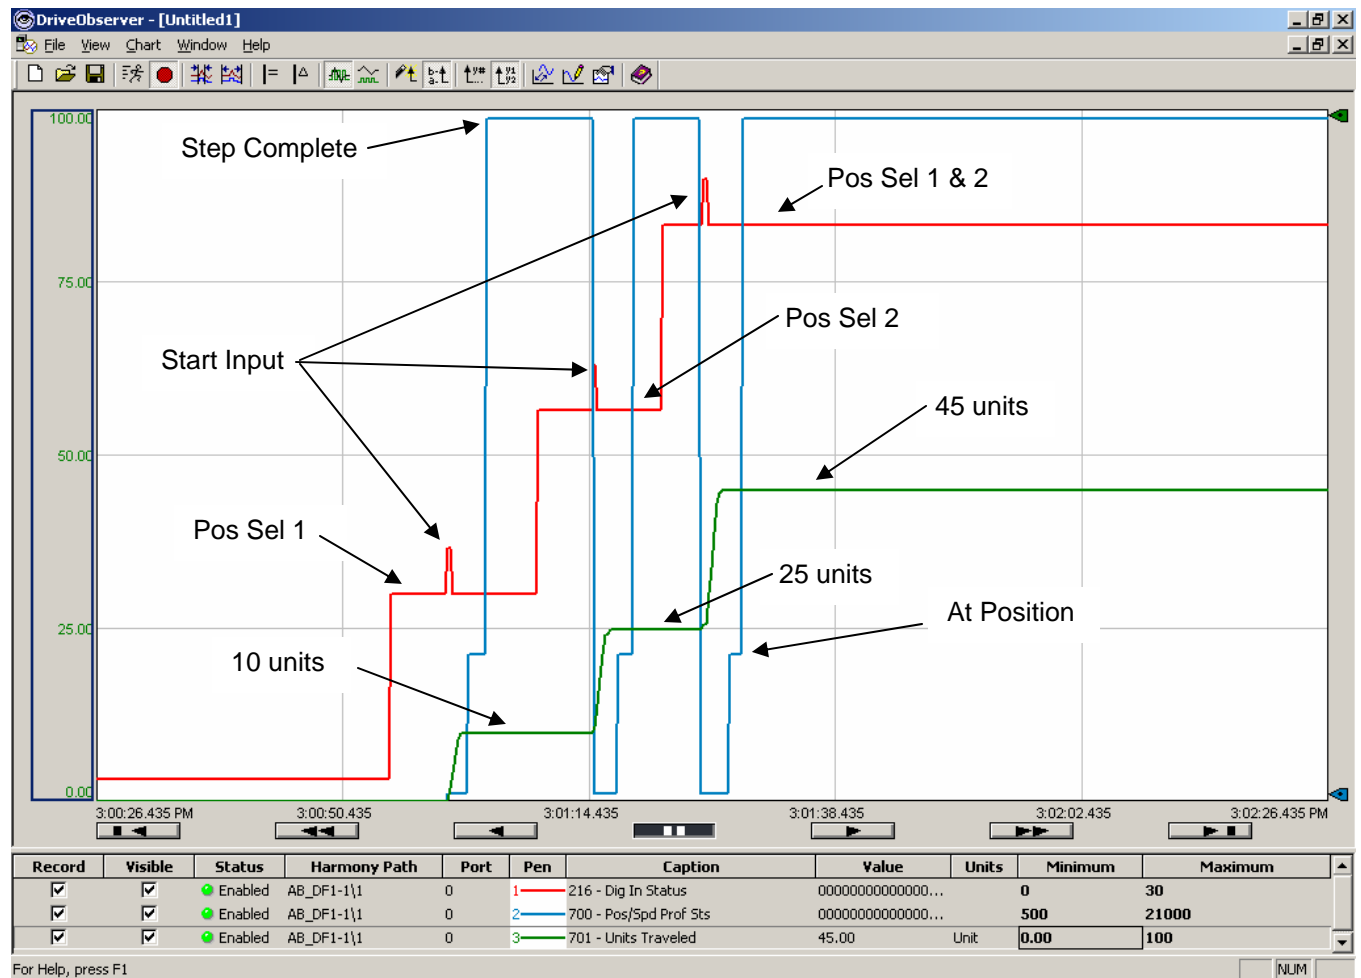 DriveObserver - [Untitled1]
File View Chart Window Help
100.00
75.00
50.00
25.00
0.00
Step Complete
Pos Sel 1 & 2
Pos Sel 2
Start Input
45 units
Pos Sel 1
25 units
At Position
10 units
3:00:26.435 PM 3:00:50.435 3:01:14.435 3:01:38.435 3:02:02.435 3:02:26.435 PM
Record Visible Status Harmony Path Port Pen Caption Value Units Minimum Maximum
Enabled AB_DF1-1\1 0 1 216 - Dig In Status 00000000000000... 0 30
Enabled AB_DF1-1\1 0 2 700 - Pos/Spd Prof Sts 00000000000000... 500 21000
Enabled AB_DF1-1\1 0 3 701 - Units Traveled 45.00 Unit 0.00 100
For Help, press F1 NUM